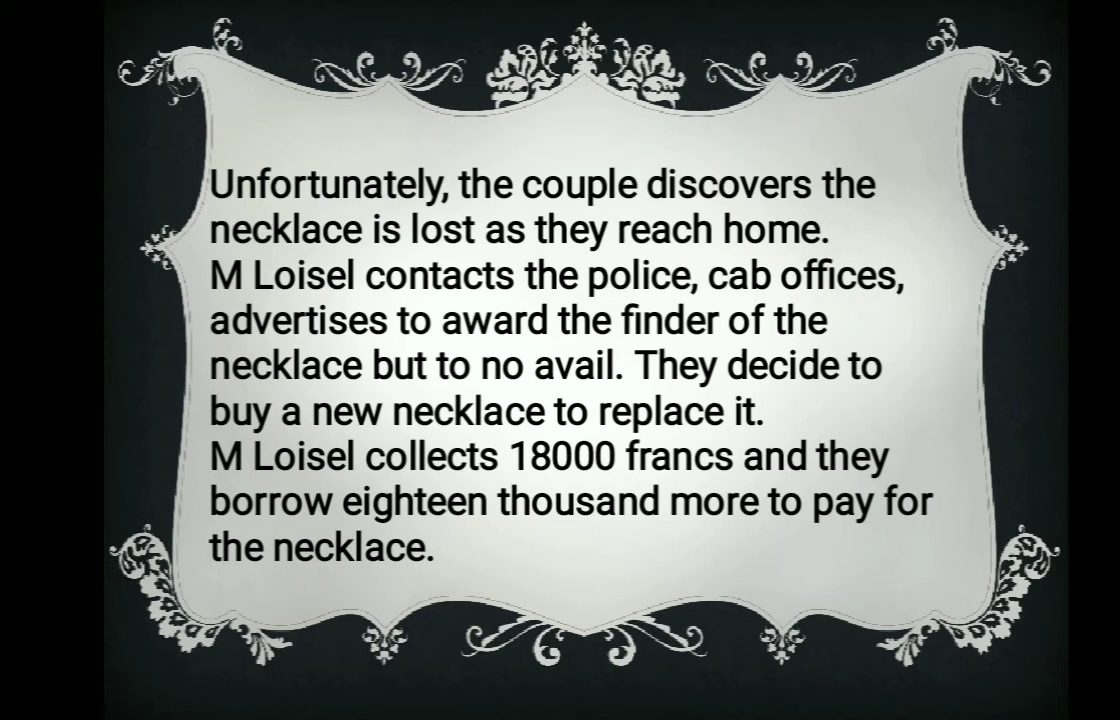 Unfortunately, the couple discovers the
necklace is lost as they reach home.
M Loisel contacts the police, cab offices,
advertises to award the finder of the
necklace but to no avail. They decide to
buy a new necklace to replace it.
M Loisel collects 18000 francs and they
borrow eighteen thousand more to pay for
the necklace.